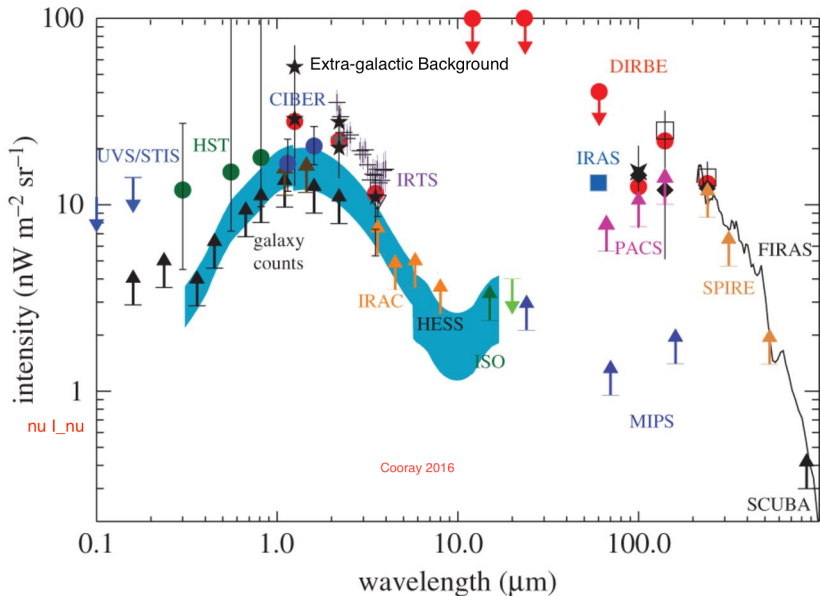 100
Extra-galactic Background
DIRBE
CIBER
UVS/STIS
HST
IRAS
IRTS
10
galaxy
counts
PACS
FIRAS
SPIRE
IRAC
HESS
ISO
intensity (nW m−2 sr−1)
1
MIPS
nu I_nu
Cooray 2016
SCUBA
0.1
1.0
10.0
100.0
wavelength (μm)